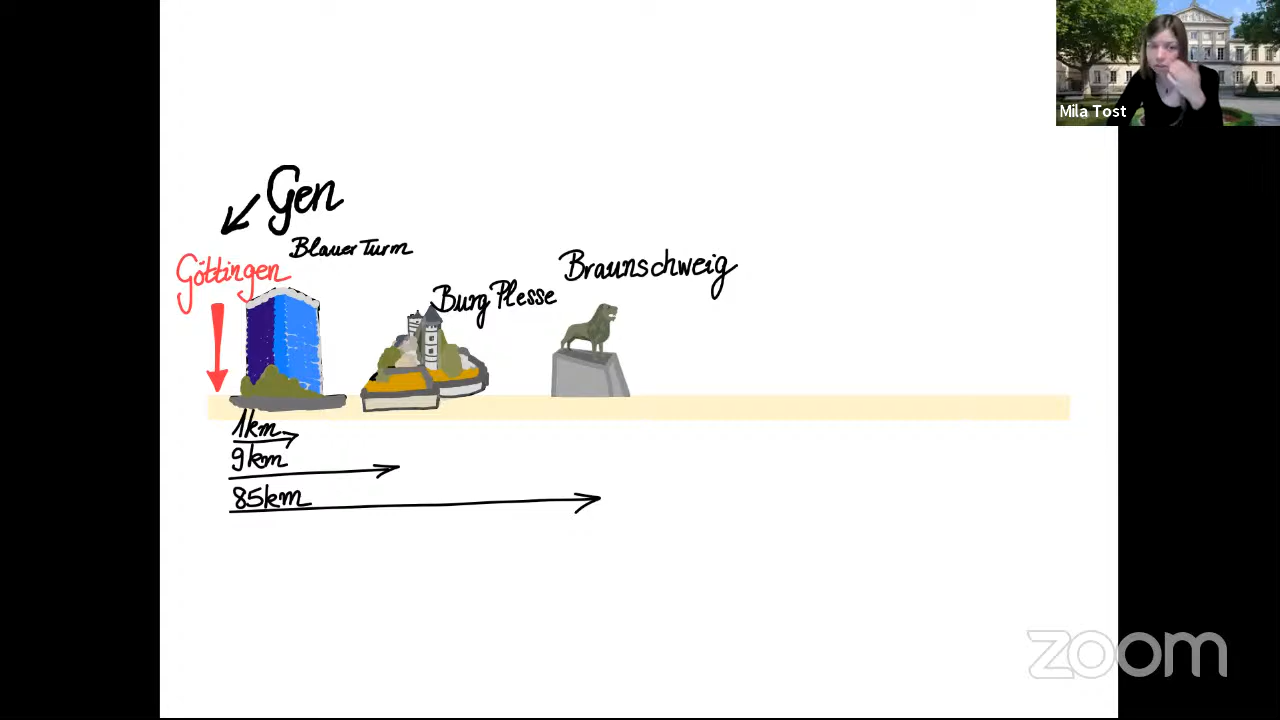 Mila Tost
Gen
Blauer Turm
Göttingen
Burg Plesse
Braunschweig
1km
9km
85km
zoom